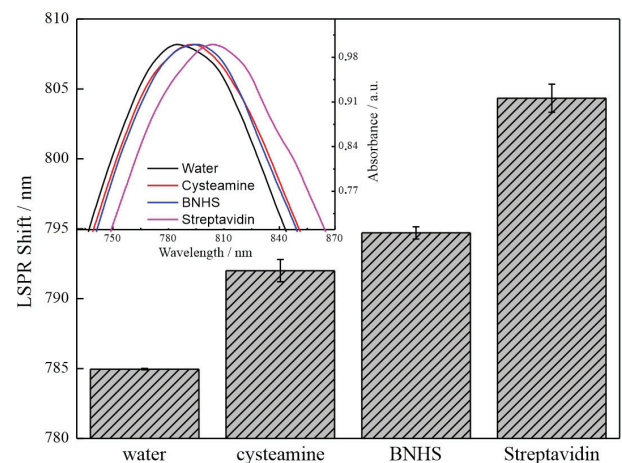 810
805
800
795
790
785
780
LSPR Shift / nm
water
cysteamine
BNHS
Streptavidin
Water
Cysteamine
BNHS
Streptavidin
750
780
810
840
870
Wavelength / nm
0.98
0.91
0.84
0.77
Absorbance / a.u.